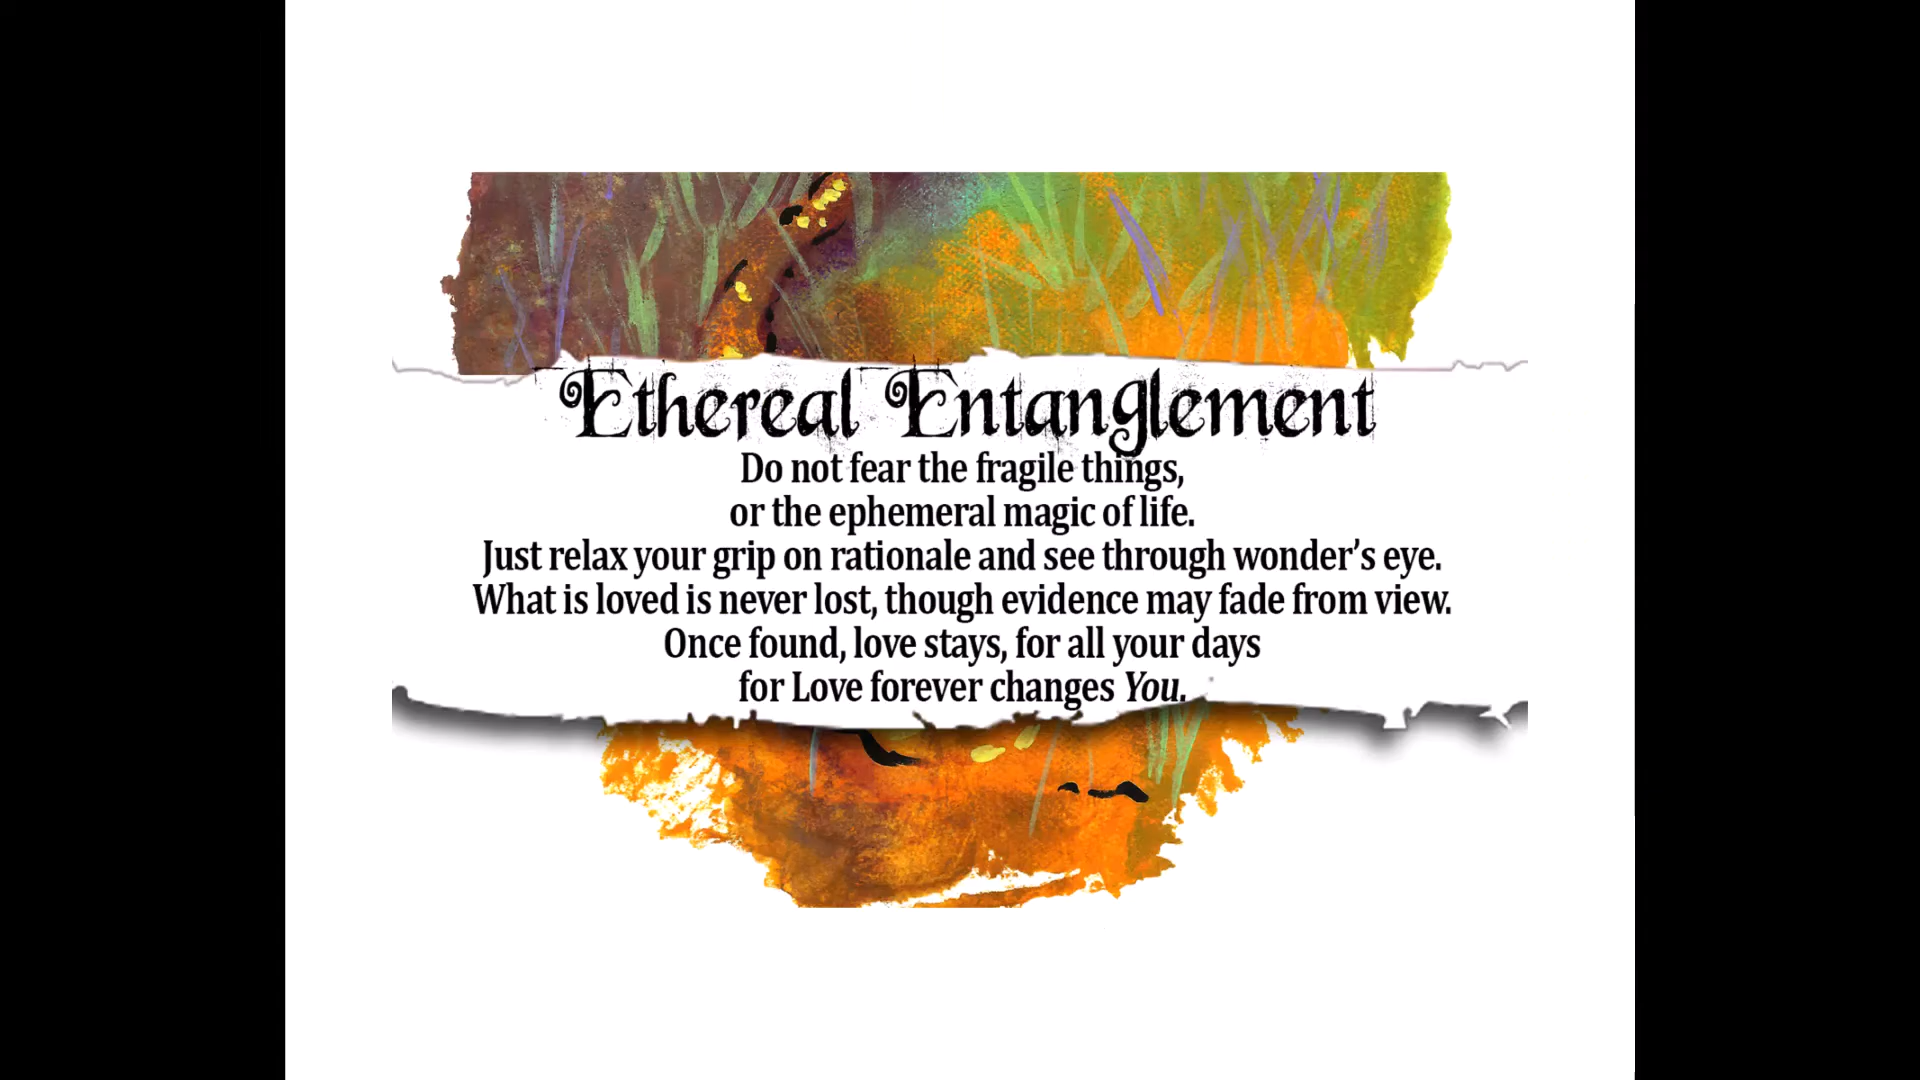 Ethereal Entanglement
Do not fear the fragile things,
or the ephemeral magic of life.
Just relax your grip on rationale and see through wonder’s eye.
What is loved is never lost, though evidence may fade from view.
Once found, love stays, for all your days
for Love forever changes You.